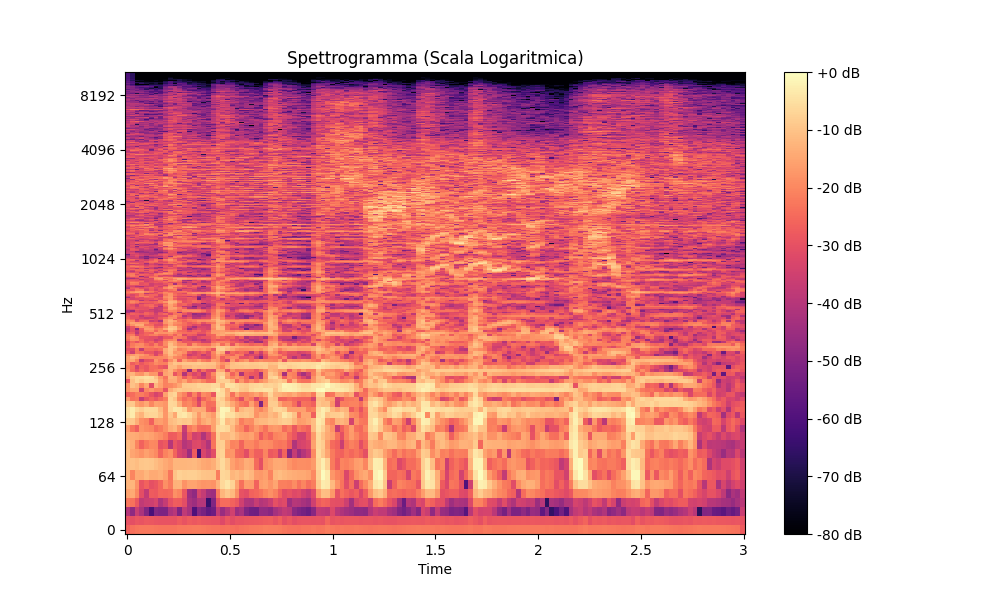 Spettrogramma (Scala Logaritmica)
8192
4096
2048
1024
512
256
128
64
0
Hz
0 0.5 1 1.5 2 2.5 3
Time
+0 dB
-10 dB
-20 dB
-30 dB
-40 dB
-50 dB
-60 dB
-70 dB
-80 dB